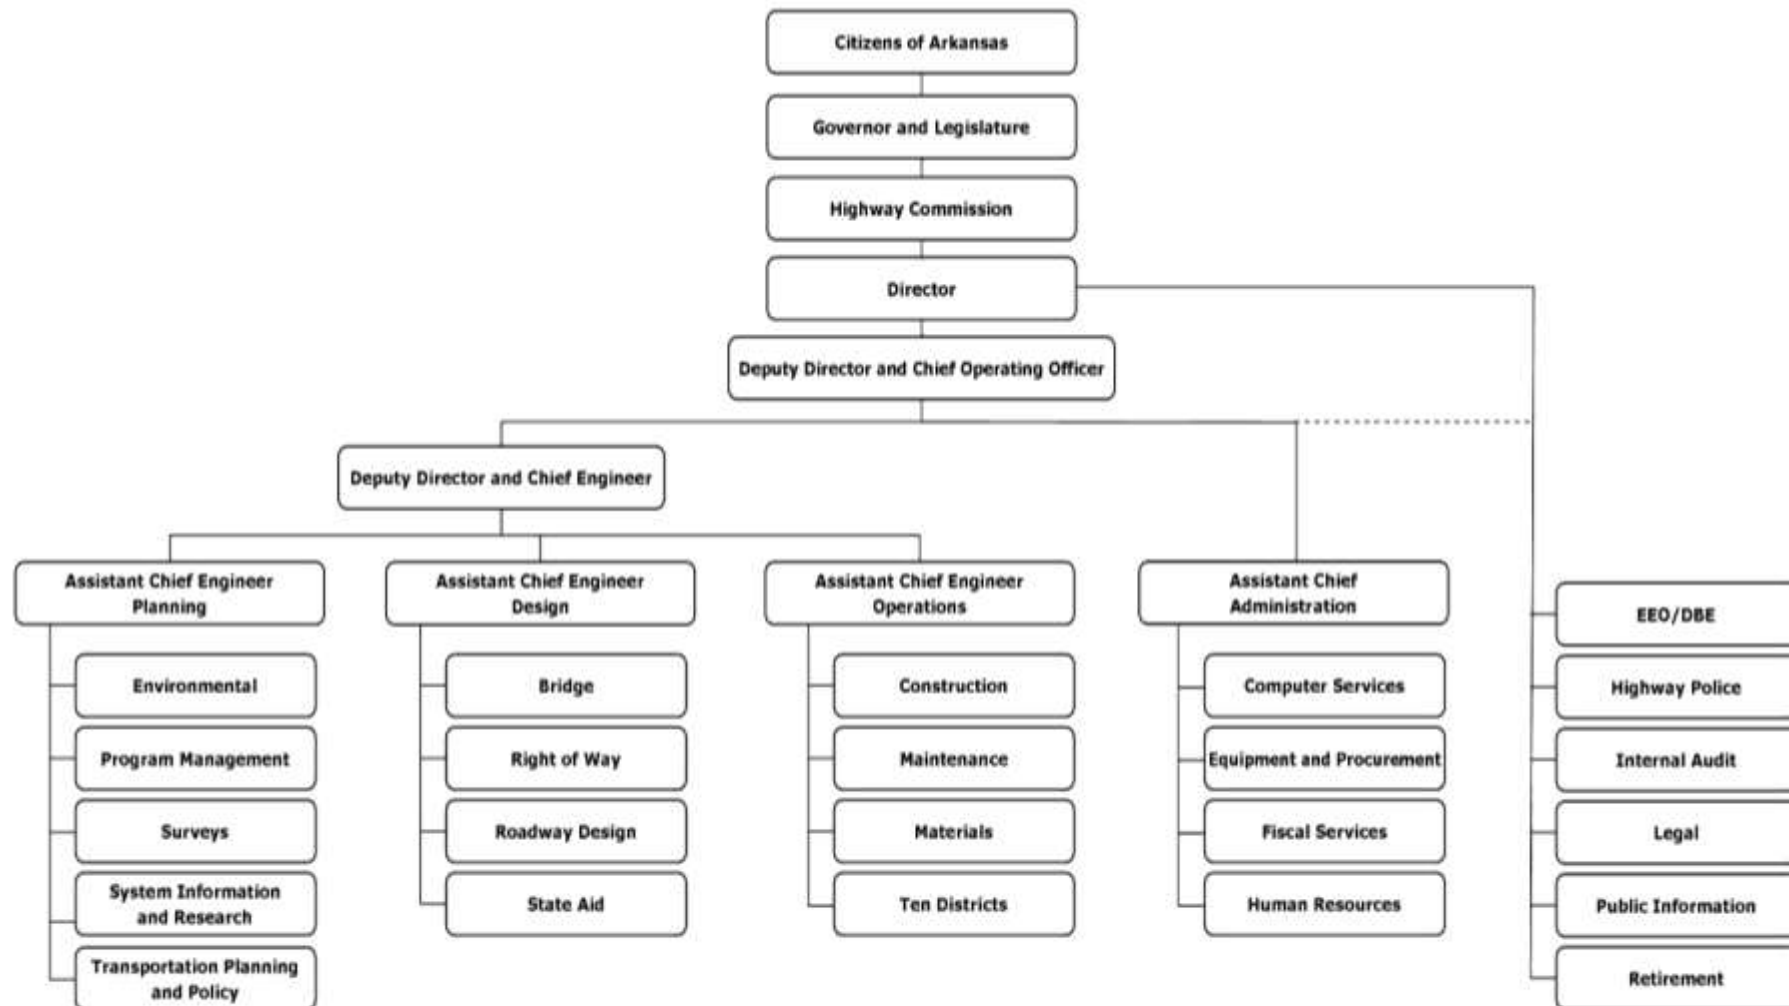 Citizens of Arkansas
Governor and Legislature
Highway Commission
Director
Deputy Director and Chief Operating Officer
Deputy Director and Chief Engineer
Assistant Chief Engineer
Planning
Environmental
Program Management
Surveys
System Information
and Research
Transportation Planning
and Policy
Assistant Chief Engineer
Design
Bridge
Right of Way
Roadway Design
State Aid
Assistant Chief Engineer
Operations
Construction
Maintenance
Materials
Ten Districts
Assistant Chief
Administration
Computer Services
Equipment and Procurement
Fiscal Services
Human Resources
EEO/DBE
Highway Police
Internal Audit
Legal
Public Information
Retirement